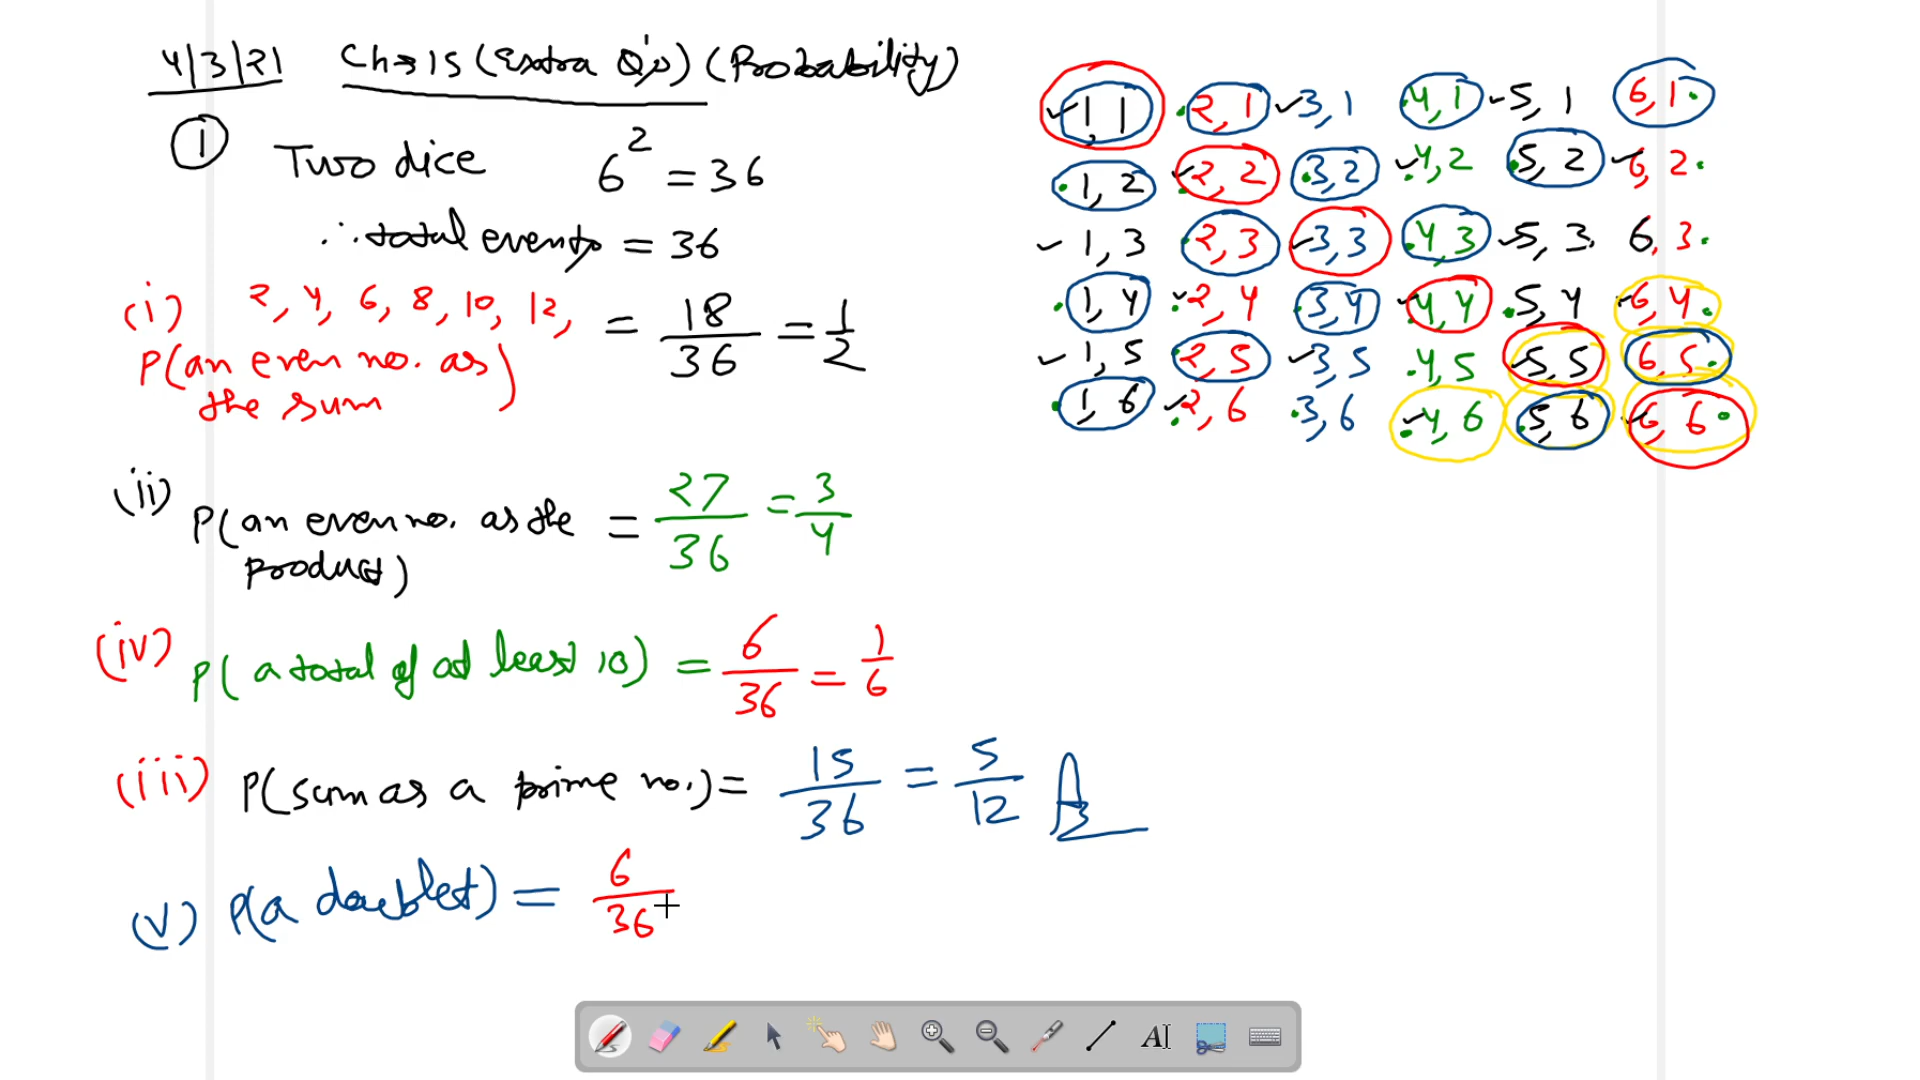 4/3/21 Ch→15 (Extra Q's) (Probability)
① Two dice 6² = 36
∴ total events = 36
(i) 2, 4, 6, 8, 10, 12,
P(an even no. as the sum) = 18/36 = 1/2
(ii) P(an even no. as the product) = 27/36 = 3/4
(iv) P( a total of at least 10) = 6/36 = 1/6
(iii) P(sum as a prime no.) = 15/36 = 5/12
(v) P(a doublet) = 6/36
1, 1 2, 1 3, 1 4, 1 5, 1 6, 1
1, 2 2, 2 3, 2 4, 2 5, 2 6, 2
1, 3 2, 3 3, 3 4, 3 5, 3 6, 3
1, 4 2, 4 3, 4 4, 4 5, 4 6, 4
1, 5 2, 5 3, 5 4, 5 5, 5 6, 5
1, 6 2, 6 3, 6 4, 6 5, 6 6, 6